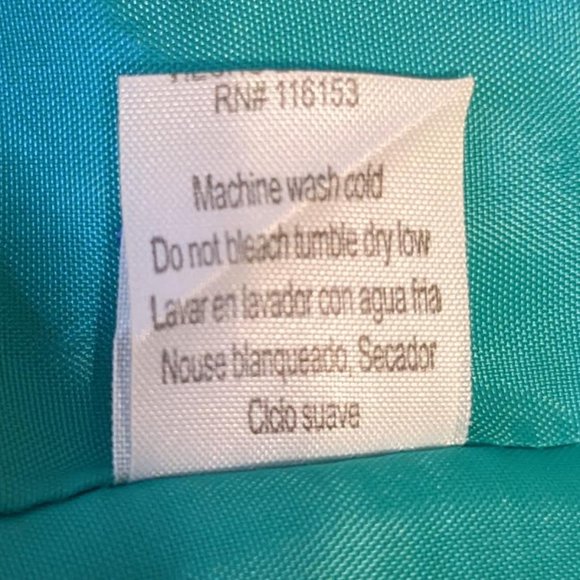 RN# 116153
Machine wash cold
Do not bleach tumble dry low
Lavar en lavador con agua fria
Nouse blanqueado, Secador
Ciclo suave